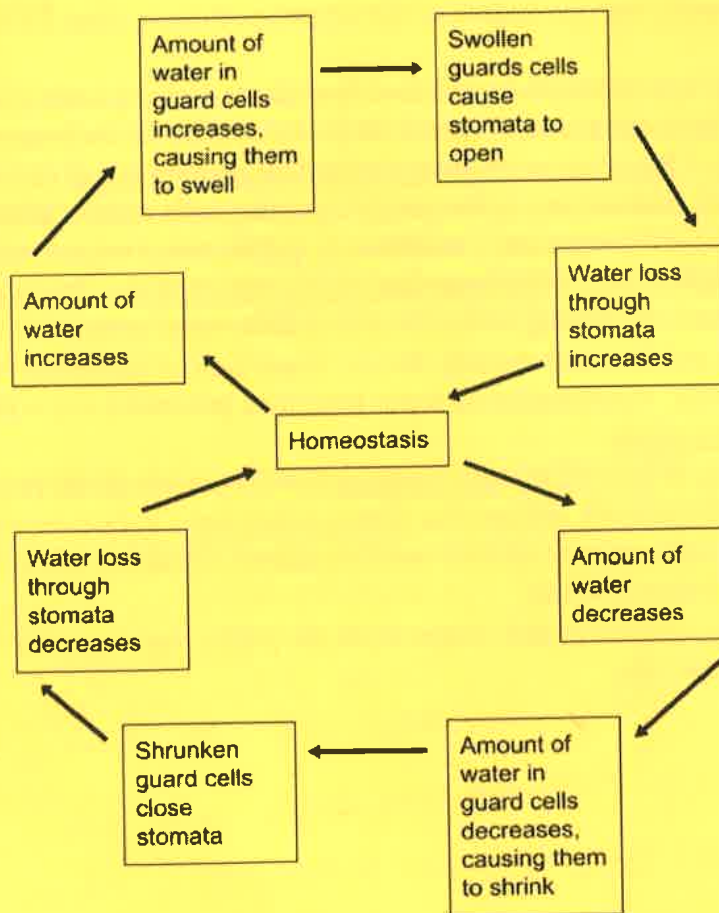 Amount of
water in
guard cells
increases,
causing them
to swell
Swollen
guards cells
cause
stomata to
open
Water loss
through
stomata
increases
Amount of
water
increases
Homeostasis
Water loss
through
stomata
decreases
Amount of
water
decreases
Shrunken
guard cells
close
stomata
Amount of
water in
guard cells
decreases,
causing them
to shrink